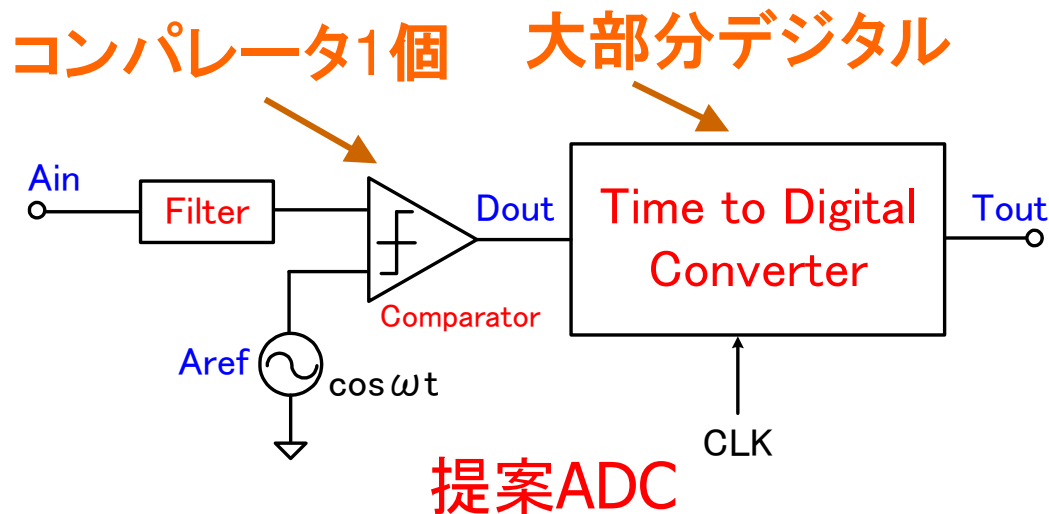 コンパレータ1個
大部分デジタル
Ain
Filter
Dout
Time to Digital
Converter
Tout
Comparator
Aref
cosωt
CLK
提案ADC